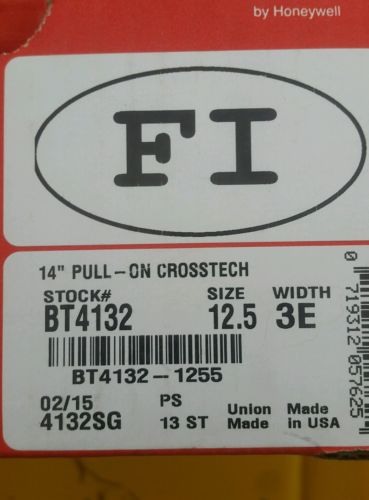 by Honeywell
FI
14" PULL-ON CROSSTECH
STOCK# SIZE WIDTH
BT4132 12.5 3E
BT4132-1255
02/15 PS
4132SG 13 ST Union Made Made in USA
0 719312 057625